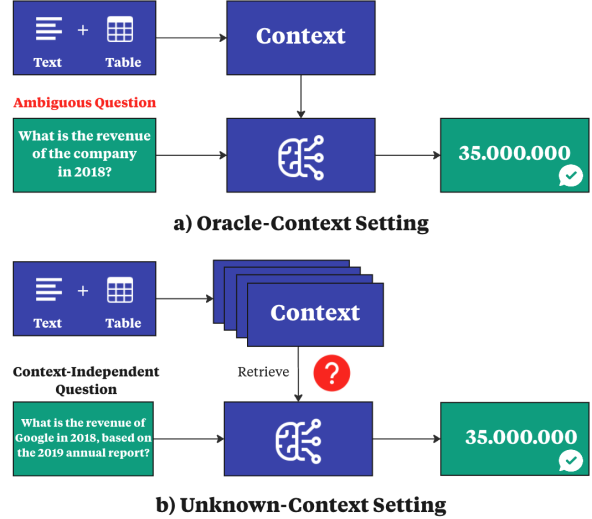 Text + Table
Context
Ambiguous Question
What is the revenue
of the company
in 2018?
35.000.000
a) Oracle-Context Setting
Text + Table
Context
Retrieve ?
Context-Independent
Question
What is the revenue of
Google in 2018, based on
the 2019 annual report?
35.000.000
b) Unknown-Context Setting